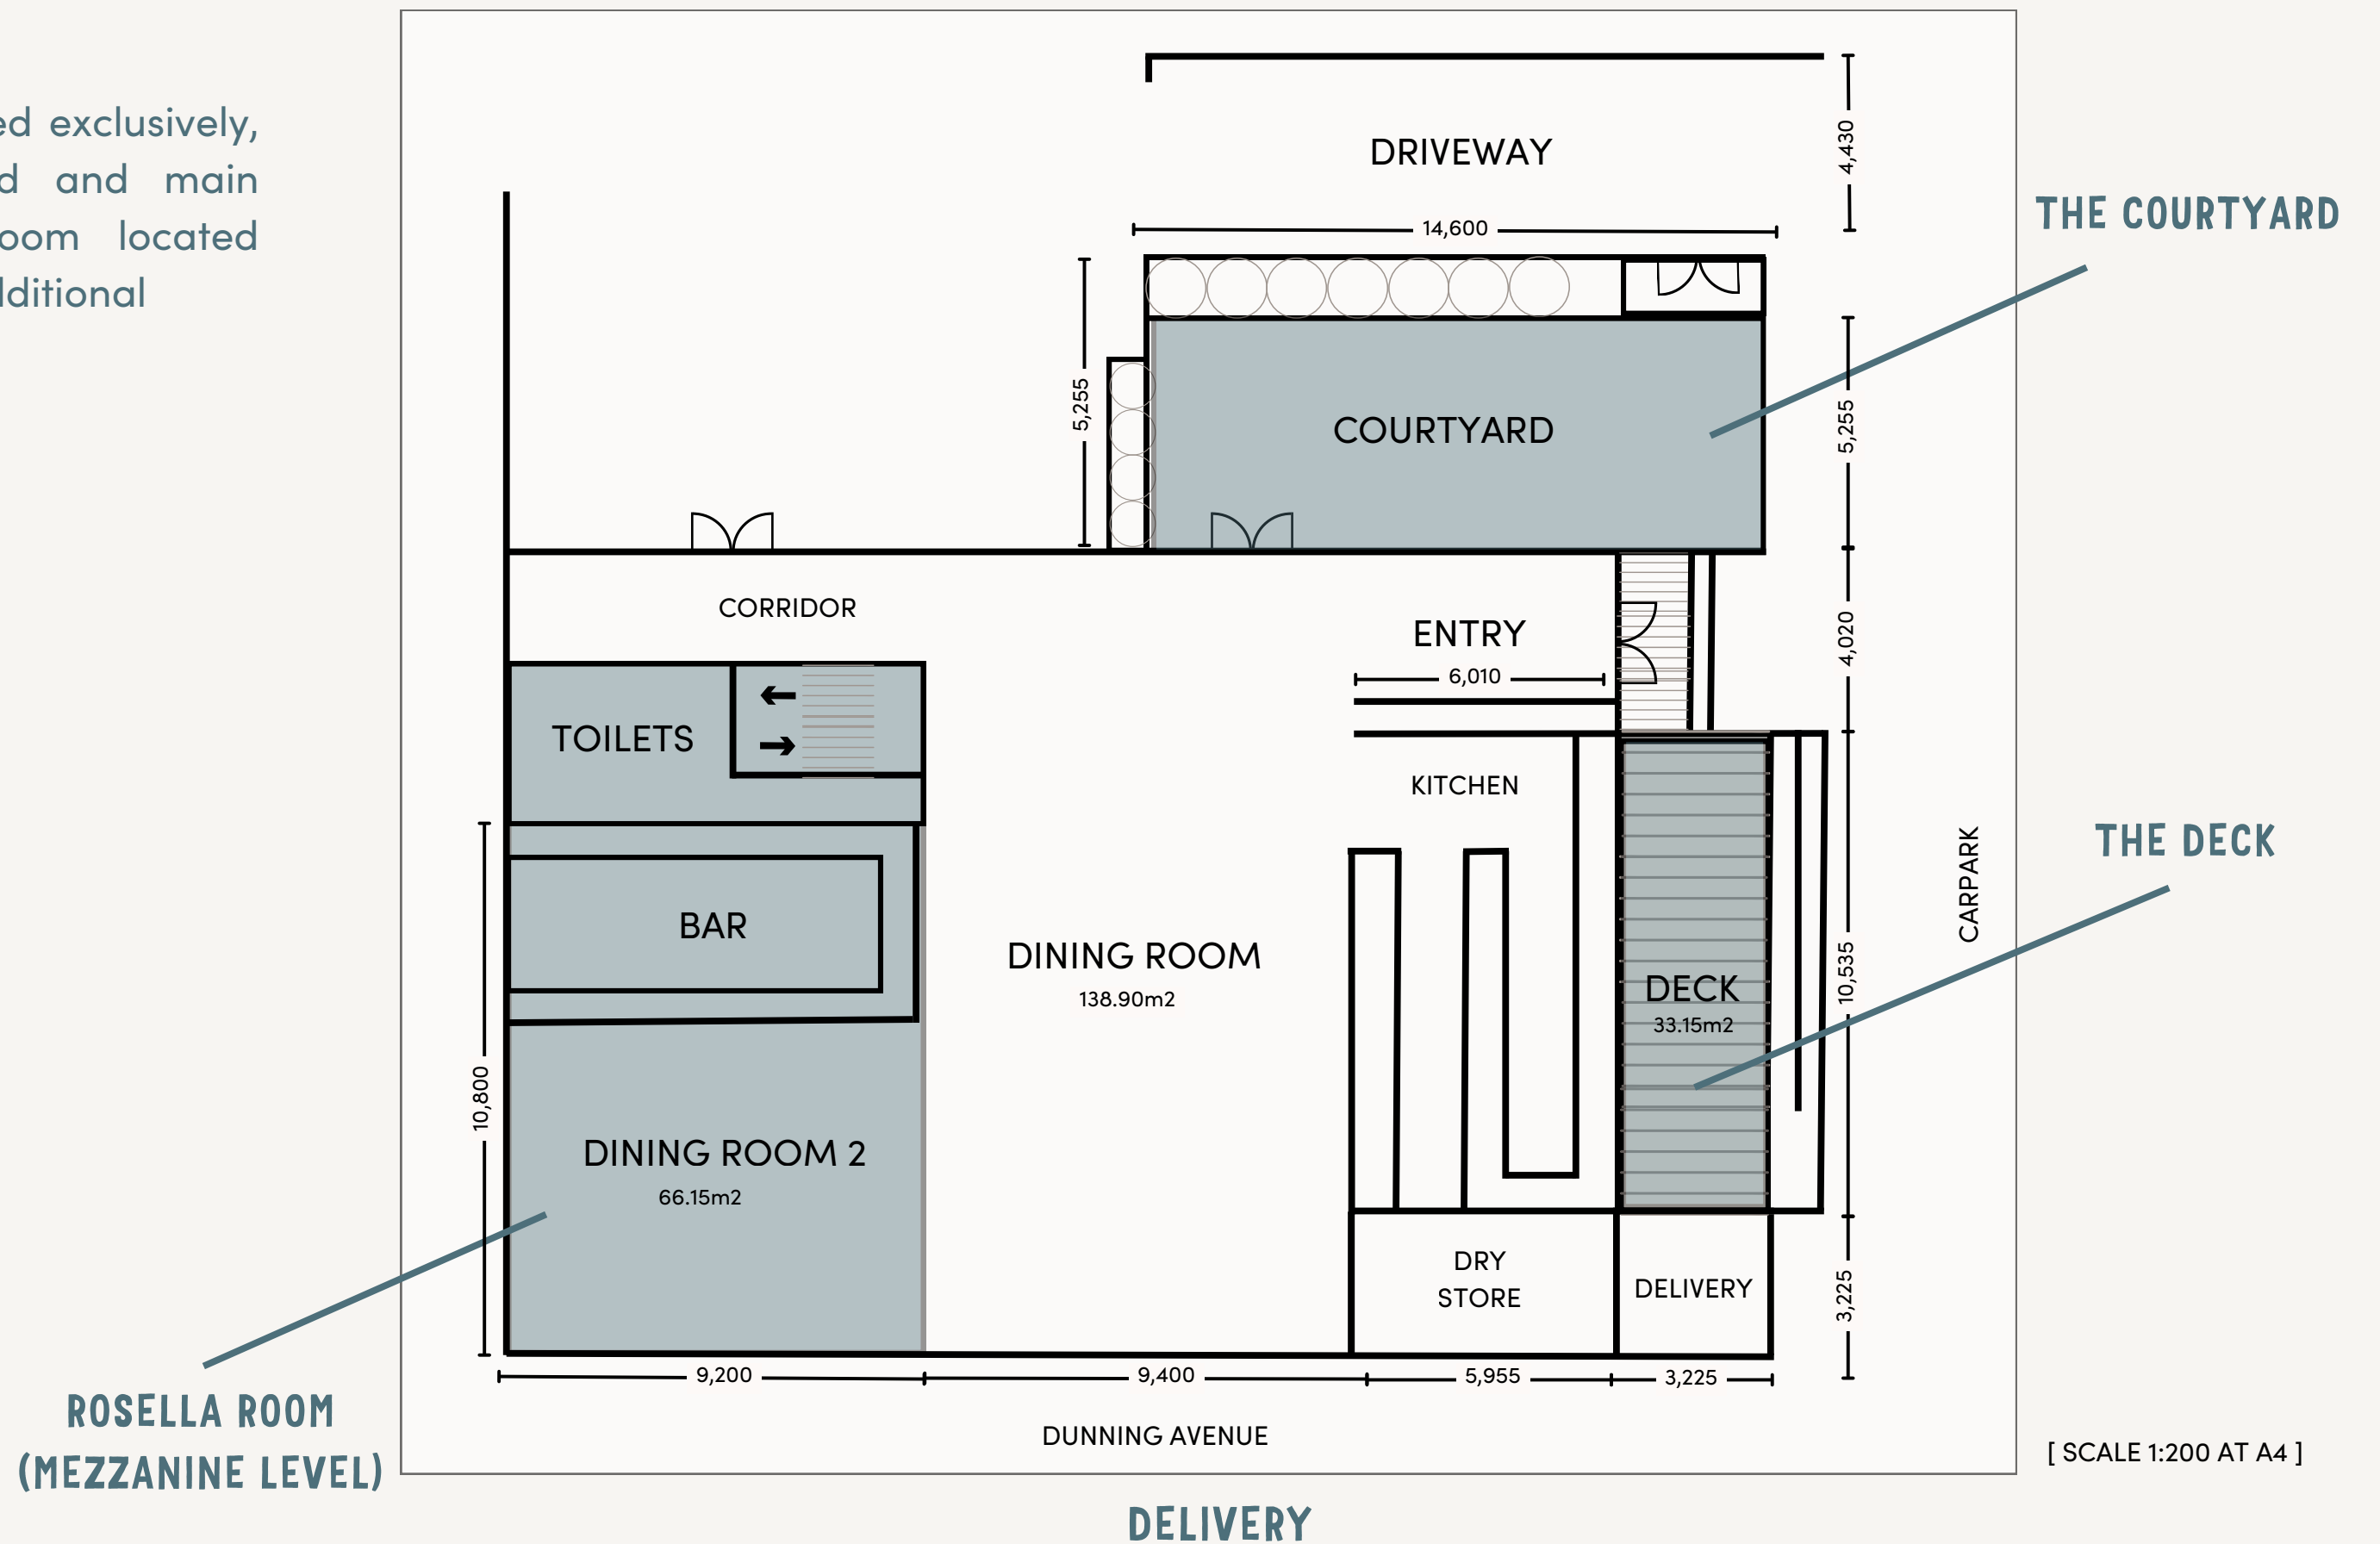 ed exclusively,
d and main
oom located
lditional
DRIVEWAY
4,430
14,600
THE COURTYARD
5,255
COURTYARD
5,255
CORRIDOR
ENTRY
6,010
4,020
TOILETS
KITCHEN
BAR
DINING ROOM
138.90m2
DECK
33.15m2
10,535
CARPARK
THE DECK
10,800
DINING ROOM 2
66.15m2
DRY
STORE
DELIVERY
3,225
9,200
9,400
5,955
3,225
ROSELLA ROOM
(MEZZANINE LEVEL)
DUNNING AVENUE
[ SCALE 1:200 AT A4 ]
DELIVERY